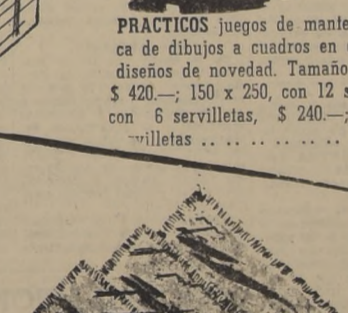 PRACTICOS juegos de mante
ca de dibujos a cuadros en
diseños de novedad. Tamaño
$ 420.—; 150 x 250, con 12 s
con 6 servilletas, $ 240.—;
villetas .. .. .. .. .. ..